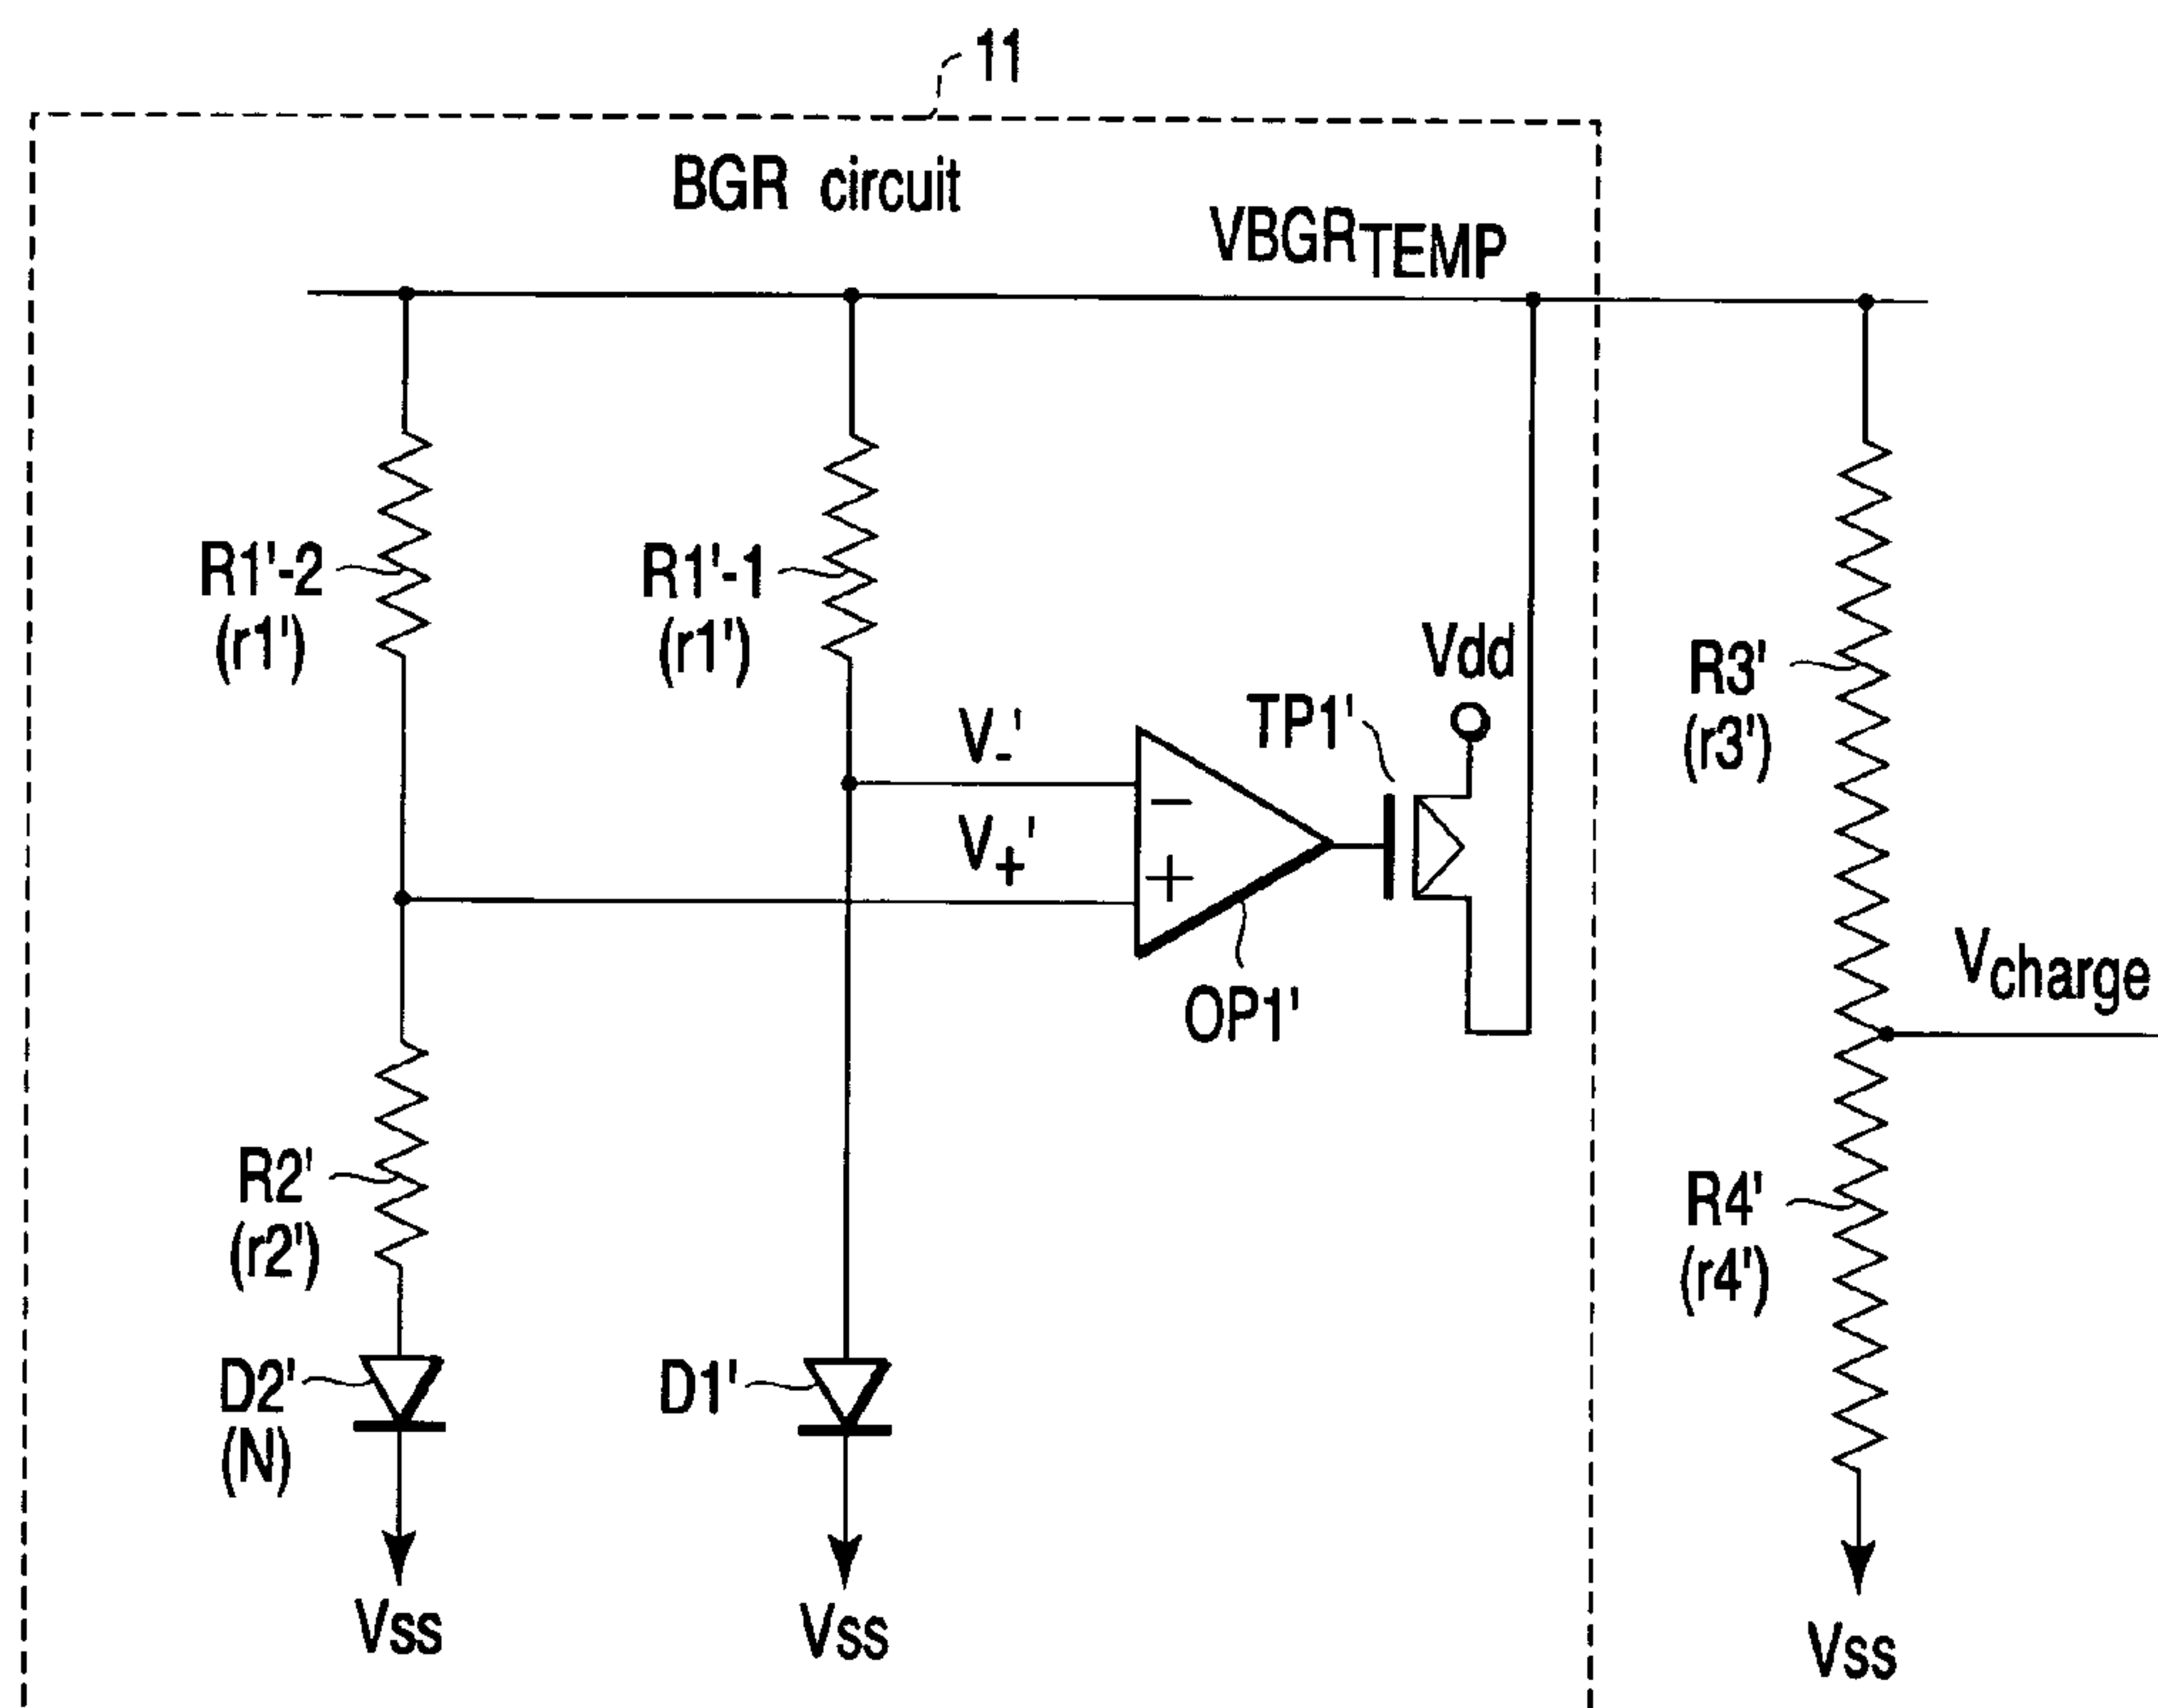 11
BGR circuit
VBGRTEMP
R1'-2
(r1')
R1'-1
(r1')
V-'
V+'
−
+
OP1'
TP1'
Vdd
R3'
(r3')
Vcharge
R2'
(r2')
R4'
(r4')
D2'
(N)
D1'
Vss
Vss
Vss